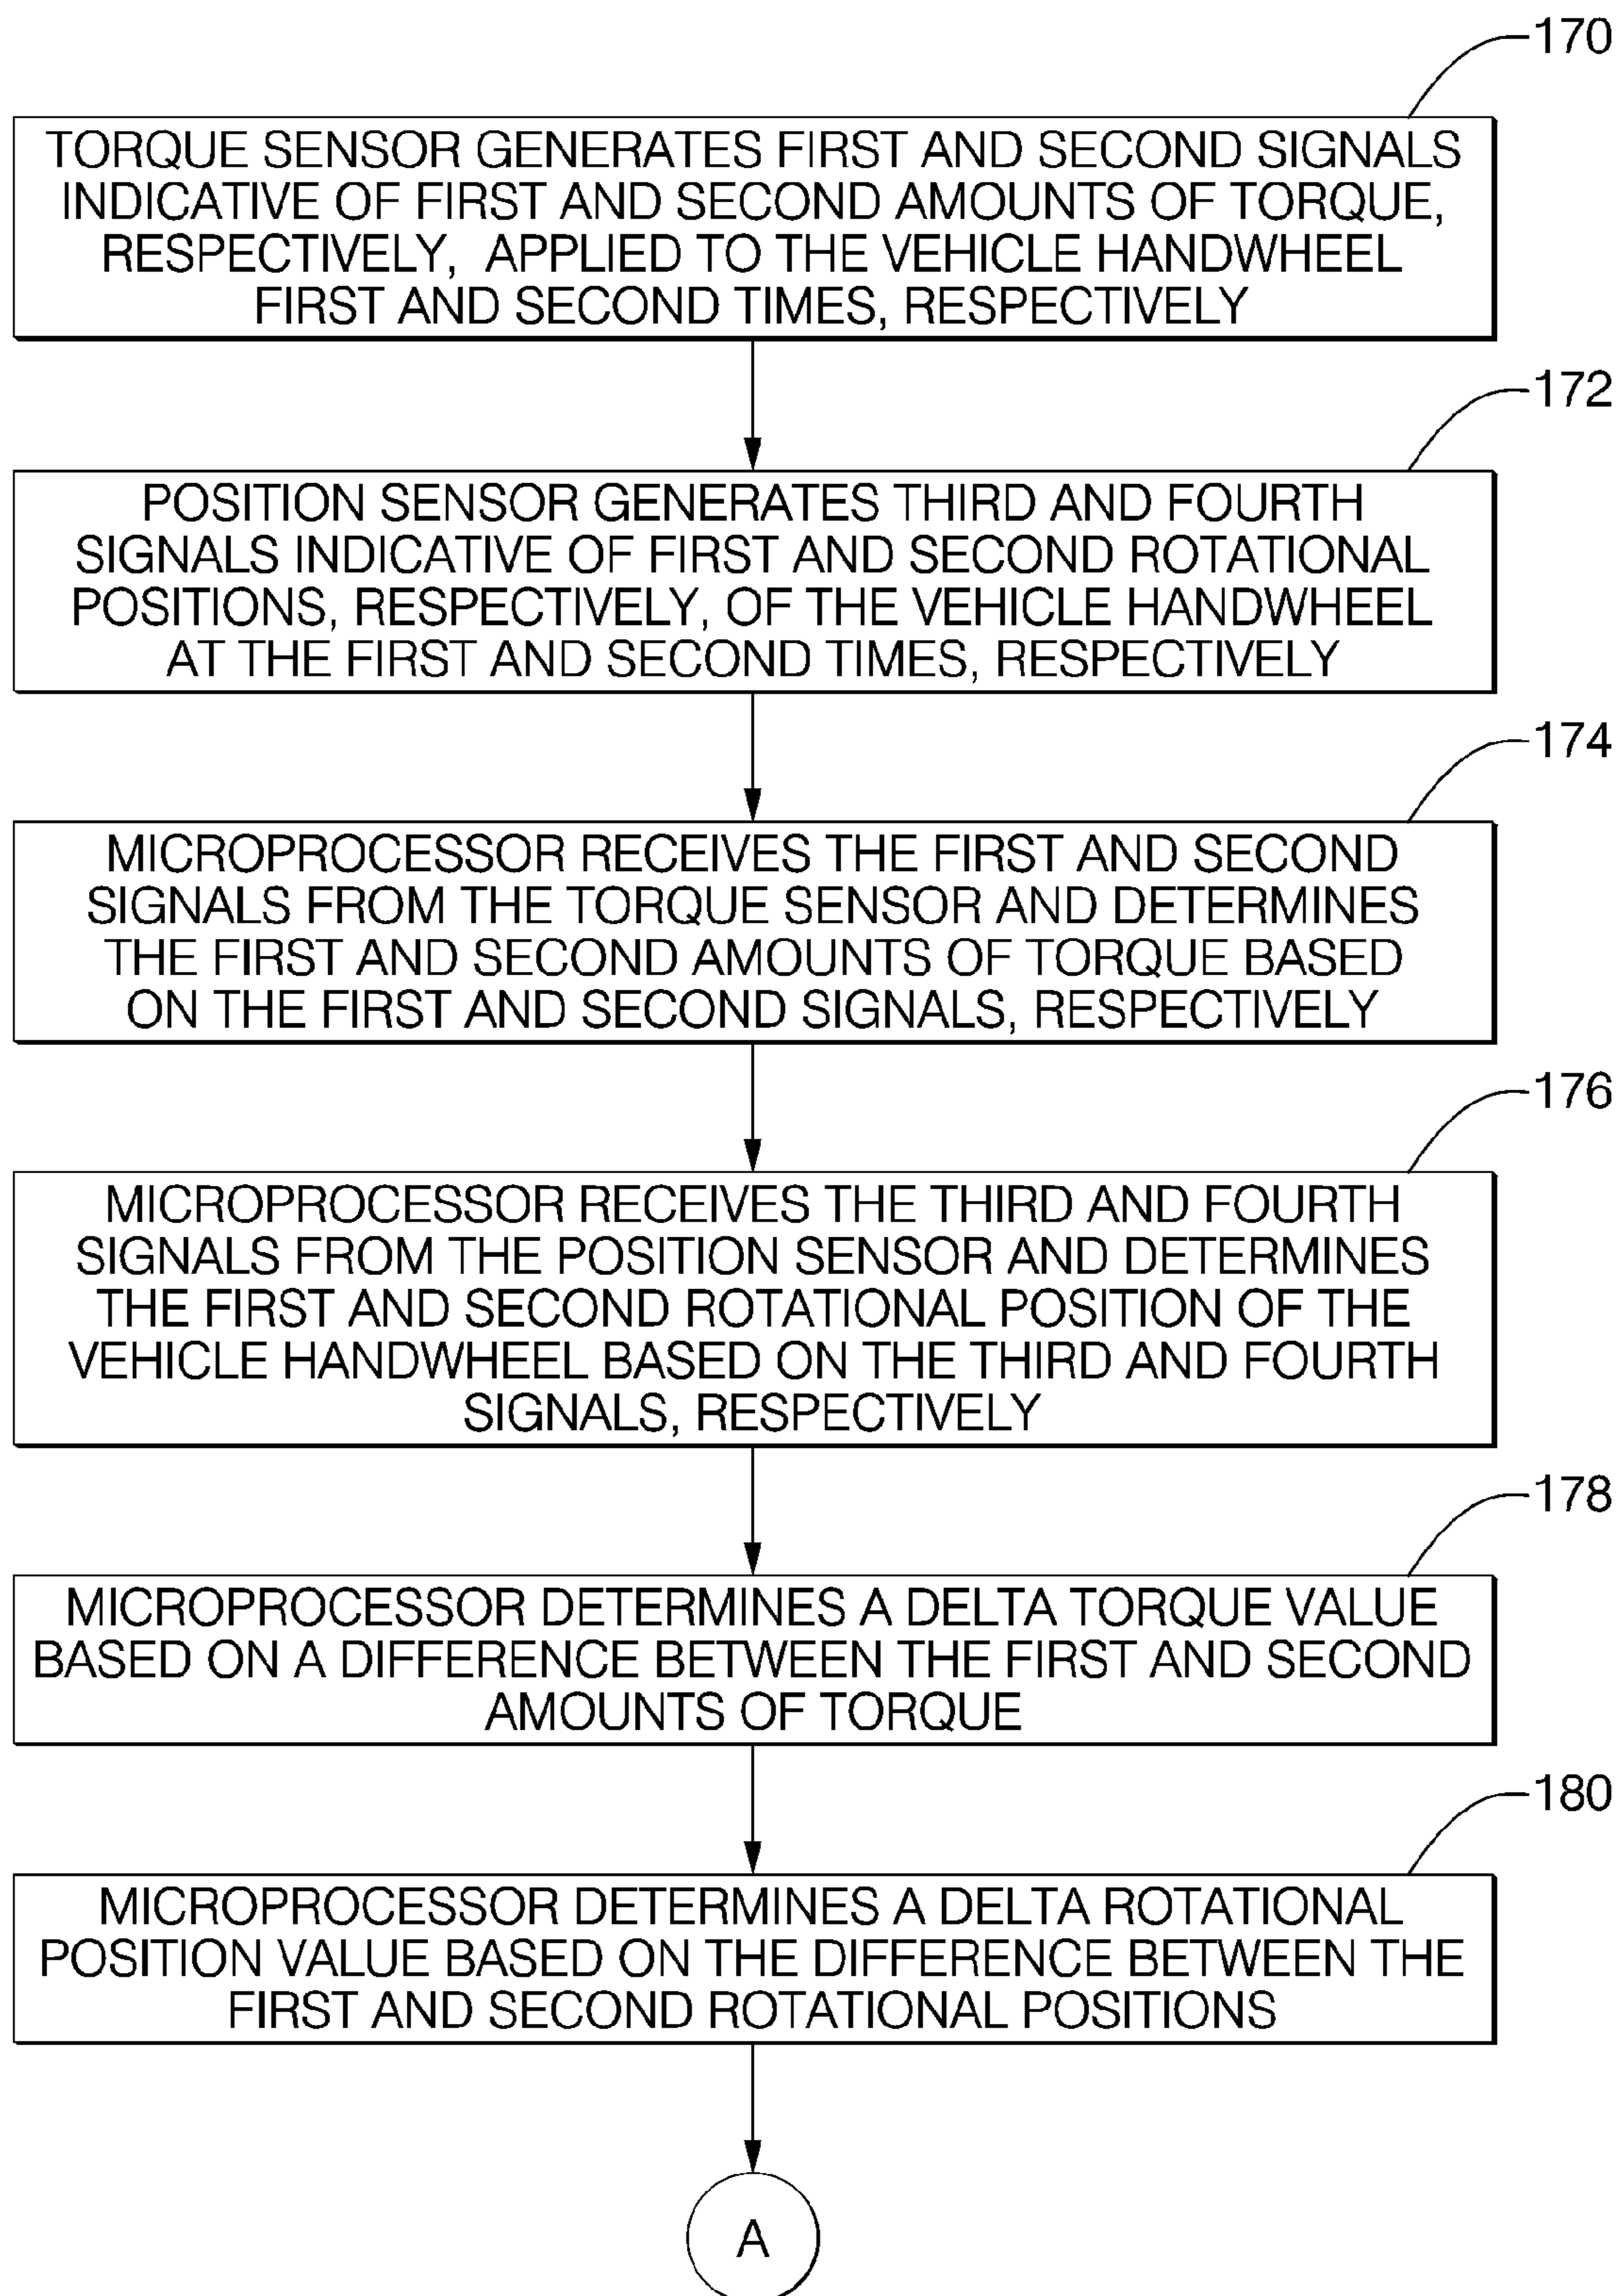 170
TORQUE SENSOR GENERATES FIRST AND SECOND SIGNALS
INDICATIVE OF FIRST AND SECOND AMOUNTS OF TORQUE,
RESPECTIVELY, APPLIED TO THE VEHICLE HANDWHEEL
FIRST AND SECOND TIMES, RESPECTIVELY
172
POSITION SENSOR GENERATES THIRD AND FOURTH
SIGNALS INDICATIVE OF FIRST AND SECOND ROTATIONAL
POSITIONS, RESPECTIVELY, OF THE VEHICLE HANDWHEEL
AT THE FIRST AND SECOND TIMES, RESPECTIVELY
174
MICROPROCESSOR RECEIVES THE FIRST AND SECOND
SIGNALS FROM THE TORQUE SENSOR AND DETERMINES
THE FIRST AND SECOND AMOUNTS OF TORQUE BASED
ON THE FIRST AND SECOND SIGNALS, RESPECTIVELY
176
MICROPROCESSOR RECEIVES THE THIRD AND FOURTH
SIGNALS FROM THE POSITION SENSOR AND DETERMINES
THE FIRST AND SECOND ROTATIONAL POSITION OF THE
VEHICLE HANDWHEEL BASED ON THE THIRD AND FOURTH
SIGNALS, RESPECTIVELY
178
MICROPROCESSOR DETERMINES A DELTA TORQUE VALUE
BASED ON A DIFFERENCE BETWEEN THE FIRST AND SECOND
AMOUNTS OF TORQUE
180
MICROPROCESSOR DETERMINES A DELTA ROTATIONAL
POSITION VALUE BASED ON THE DIFFERENCE BETWEEN THE
FIRST AND SECOND ROTATIONAL POSITIONS
A